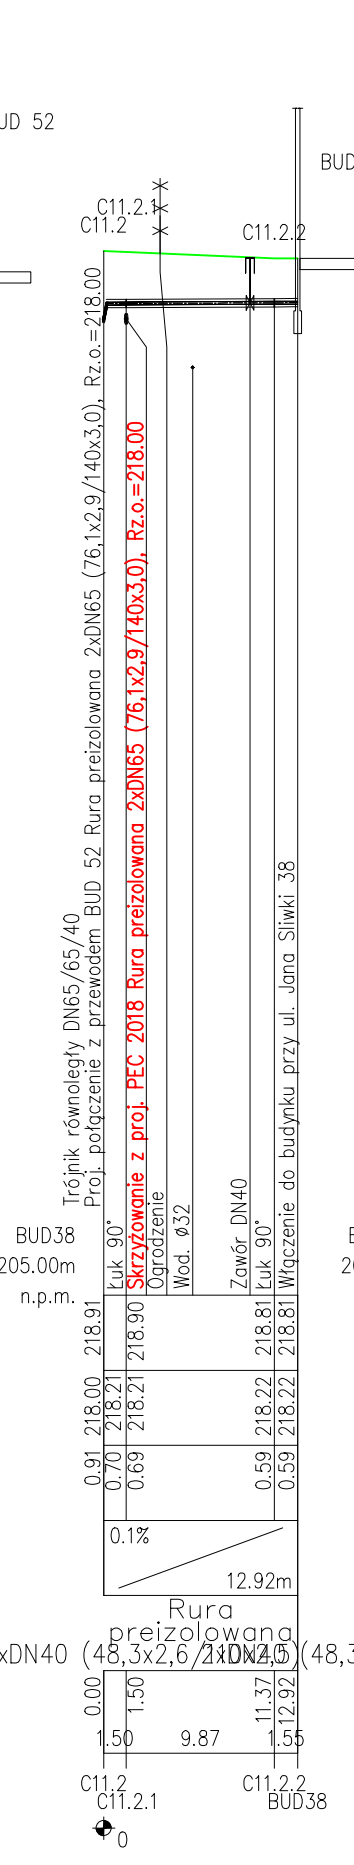 UD 52
BUD
C11.2.1
C11.2
C11.2.2
Trójnik równoległy DN65/65/40
Proj. połączenie z przewodem BUD 52 Rura preizolowana 2xDN65 (76,1x2,9/140x3,0), Rz.o.=218.00
Łuk 90°
Skrzyżowanie z proj. PEC 2018 Rura preizolowana 2xDN65 (76,1x2,9/140x3,0), Rz.o.=218.00
Ogrodzenie
Wod. ø32
Zawór DN40
Łuk 90°
Włączenie do budynku przy ul. Jana Sliwki 38
BUD38
205.00m
n.p.m.
B
20
218.91
218.90
218.81
218.81
218.00
218.21
218.21
218.22
218.22
0.91
0.70
0.69
0.59
0.59
0.1%
12.92m
Rura
preizolowana
xDN40 (48,3x2,6/
(48,3
0.00
1.50
11.37
12.92
1.50
9.87
1.55
C11.2
C11.2.2
C11.2.1
BUD38
0